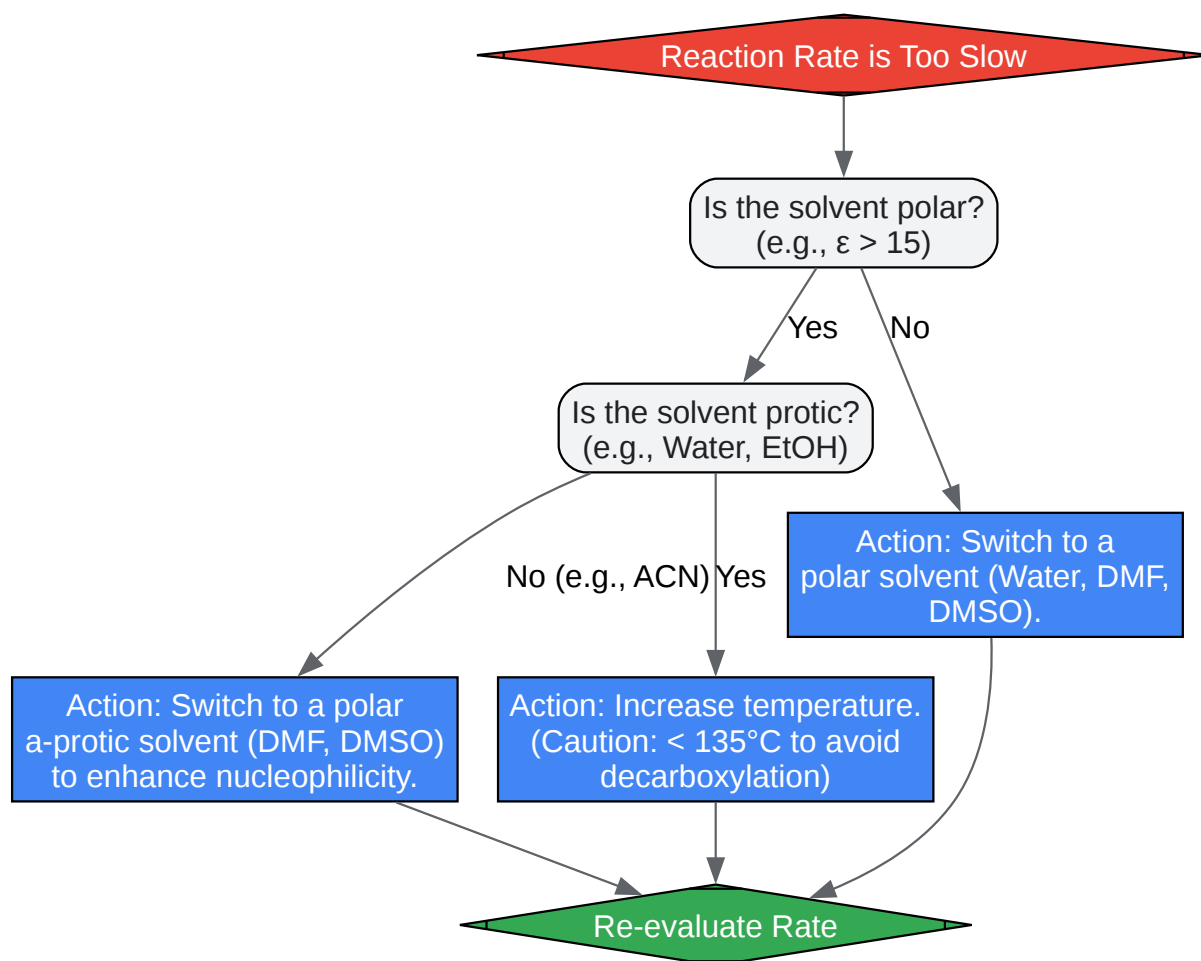 Reaction Rate is Too Slow
Is the solvent polar?
(e.g., ε > 15)
Yes
No
Is the solvent protic?
(e.g., Water, EtOH)
Action: Switch to a
polar solvent (Water, DMF,
DMSO).
No (e.g., ACN)
Yes
Action: Switch to a polar
a-protic solvent (DMF, DMSO)
to enhance nucleophilicity.
Action: Increase temperature.
(Caution: < 135°C to avoid
decarboxylation)
Re-evaluate Rate